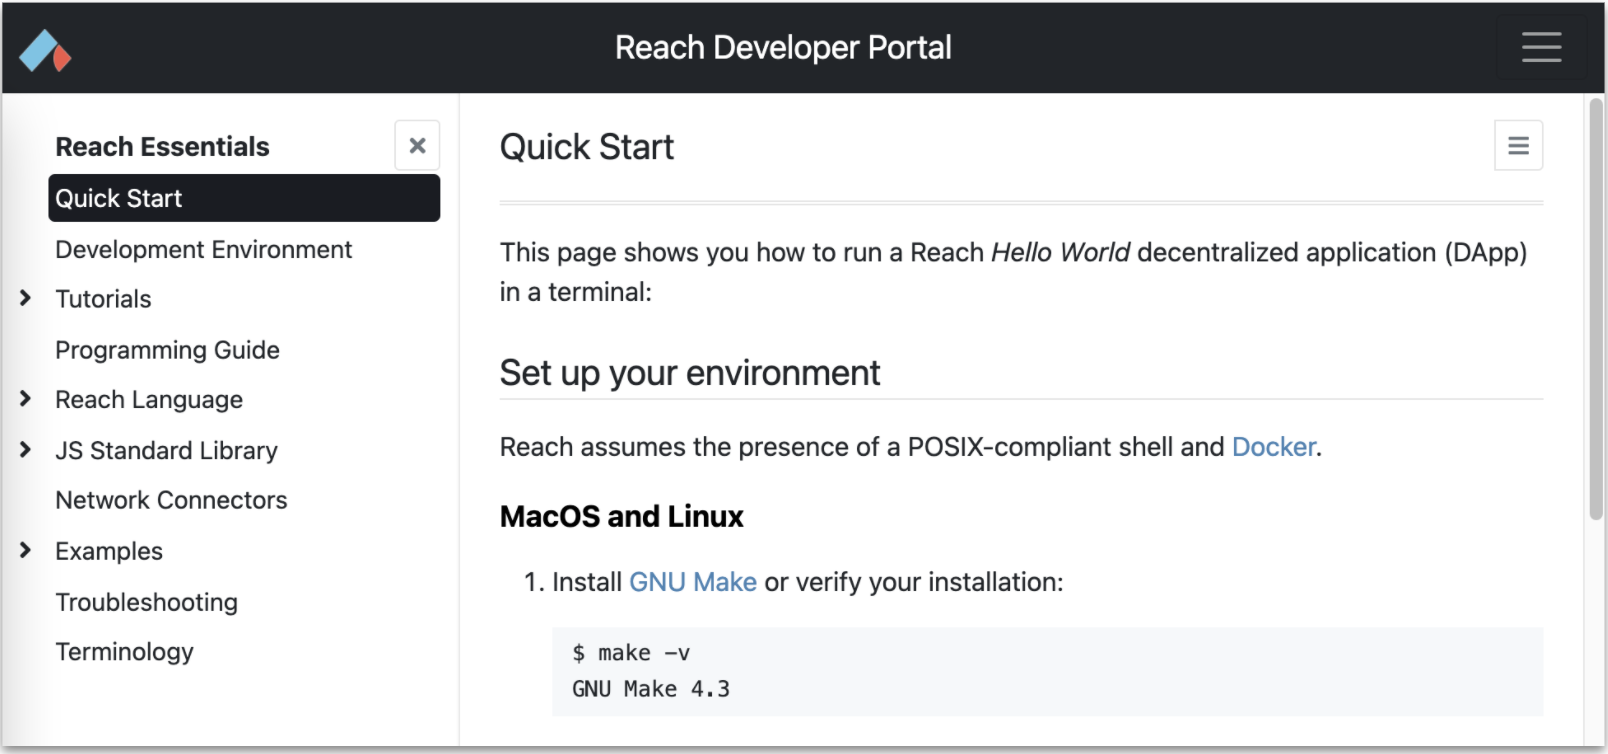 Reach Developer Portal
Reach Essentials
Quick Start
Development Environment
Tutorials
Programming Guide
Reach Language
JS Standard Library
Network Connectors
Examples
Troubleshooting
Terminology
Quick Start
This page shows you how to run a Reach Hello World decentralized application (DApp)
in a terminal:
Set up your environment
Reach assumes the presence of a POSIX-compliant shell and Docker.
MacOS and Linux
1. Install GNU Make or verify your installation:
$ make -v
GNU Make 4.3